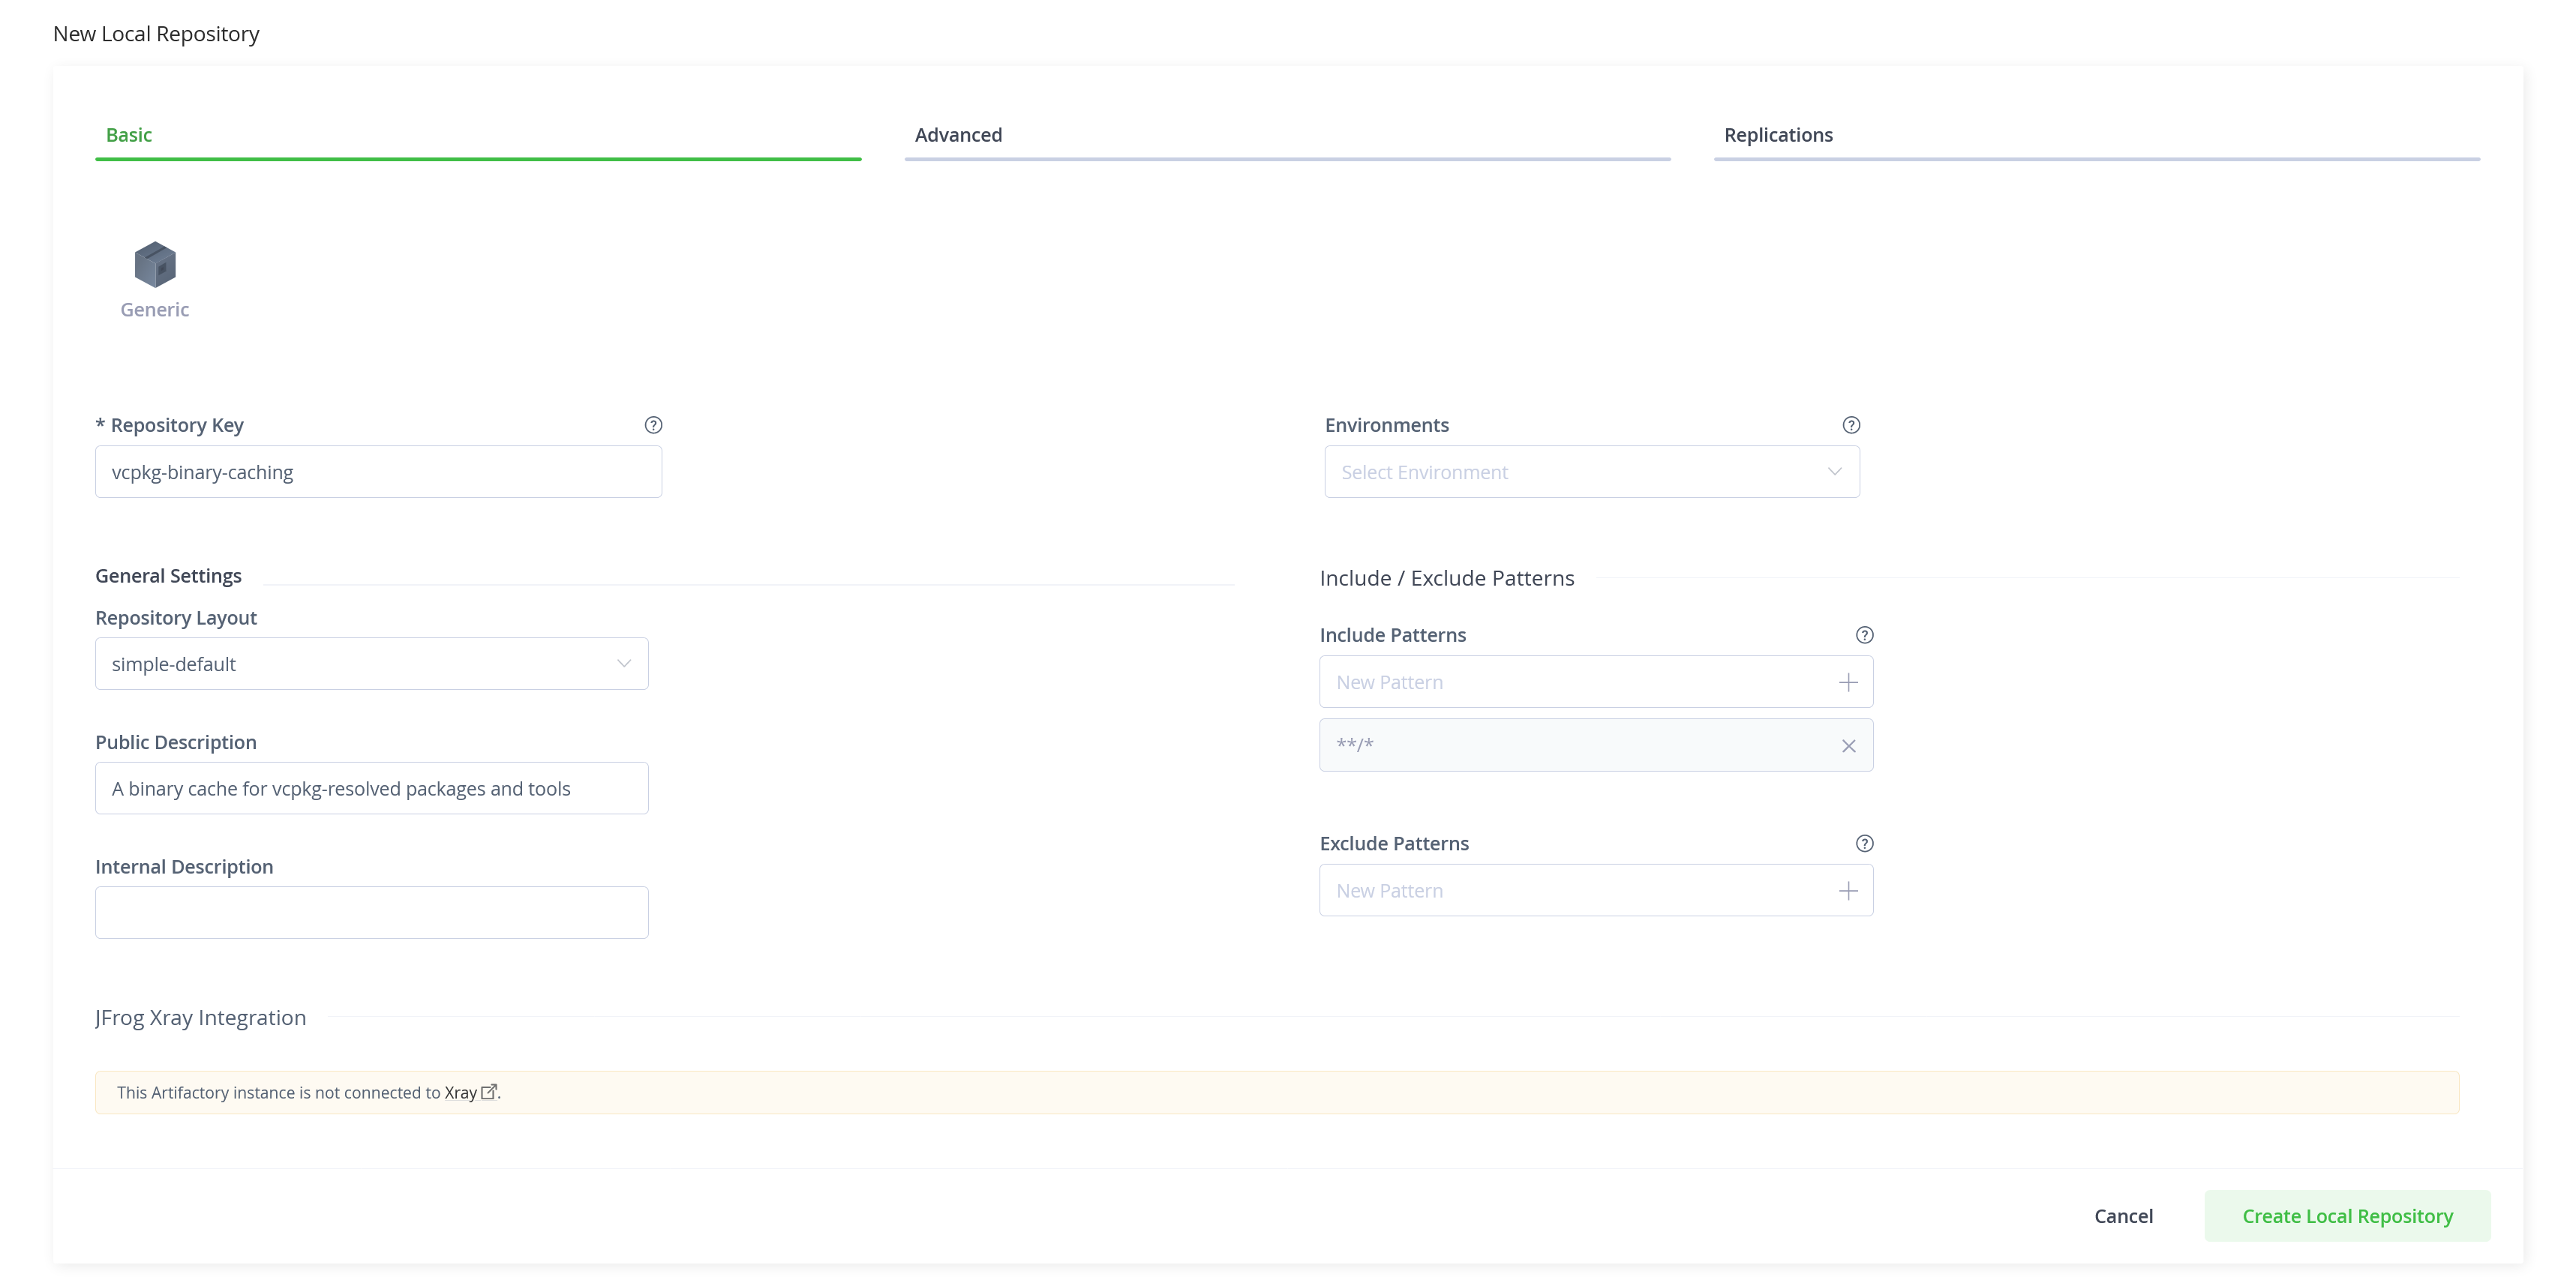 New Local Repository
Basic
Advanced
Replications
Generic
* Repository Key
vcpkg-binary-caching
Environments
Select Environment
General Settings
Repository Layout
simple-default
Public Description
A binary cache for vcpkg-resolved packages and tools
Internal Description
Include / Exclude Patterns
Include Patterns
New Pattern
**/*
Exclude Patterns
New Pattern
JFrog Xray Integration
This Artifactory instance is not connected to Xray .
Cancel
Create Local Repository